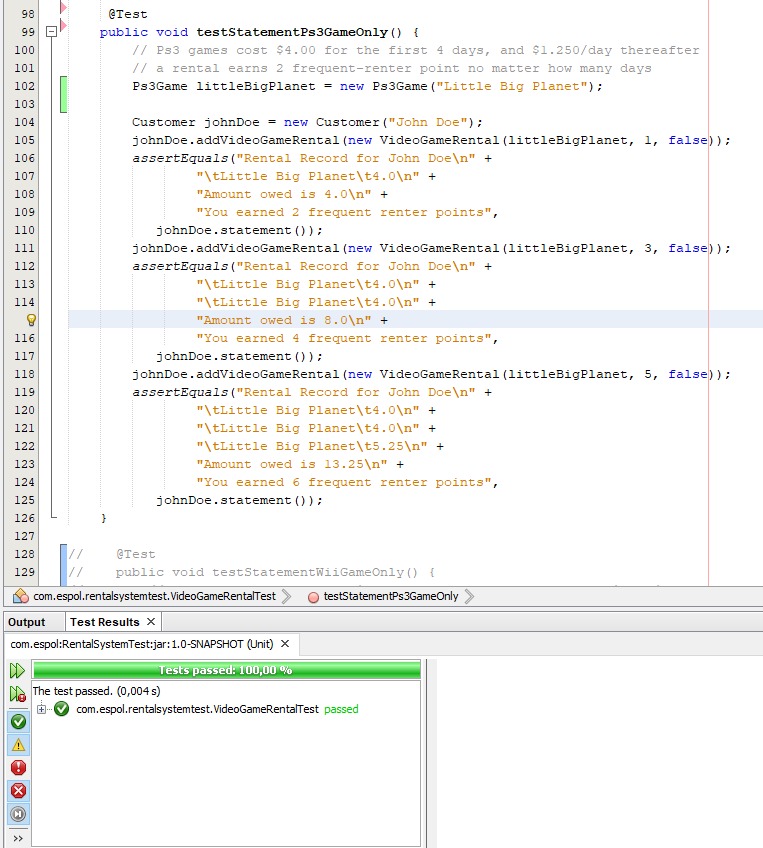 98 @Test
99 public void testStatementPs3GameOnly() {
100 // Ps3 games cost $4.00 for the first 4 days, and $1.250/day thereafter
101 // a rental earns 2 frequent-renter point no matter how many days
102 Ps3Game littleBigPlanet = new Ps3Game("Little Big Planet");
103
104 Customer johnDoe = new Customer("John Doe");
105 johnDoe.addVideoGameRental(new VideoGameRental(littleBigPlanet, 1, false));
106 assertEquals("Rental Record for John Doe\n" +
107 "\tLittle Big Planet\t4.0\n" +
108 "Amount owed is 4.0\n" +
109 "You earned 2 frequent renter points",
110 johnDoe.statement());
111 johnDoe.addVideoGameRental(new VideoGameRental(littleBigPlanet, 3, false));
112 assertEquals("Rental Record for John Doe\n" +
113 "\tLittle Big Planet\t4.0\n" +
114 "\tLittle Big Planet\t4.0\n" +
"Amount owed is 8.0\n" +
116 "You earned 4 frequent renter points",
117 johnDoe.statement());
118 johnDoe.addVideoGameRental(new VideoGameRental(littleBigPlanet, 5, false));
119 assertEquals("Rental Record for John Doe\n" +
120 "\tLittle Big Planet\t4.0\n" +
121 "\tLittle Big Planet\t4.0\n" +
122 "\tLittle Big Planet\t5.25\n" +
123 "Amount owed is 13.25\n" +
124 "You earned 6 frequent renter points",
125 johnDoe.statement());
126 }
127
128 // @Test
129 // public void testStatementWiiGameOnly() {
com.espol.rentalsystemtest.VideoGameRentalTest testStatementPs3GameOnly
Output Test Results
com.espol:RentalSystemTest:jar:1.0-SNAPSHOT (Unit)
Tests passed: 100,00 %
The test passed. (0,004 s)
com.espol.rentalsystemtest.VideoGameRentalTest passed